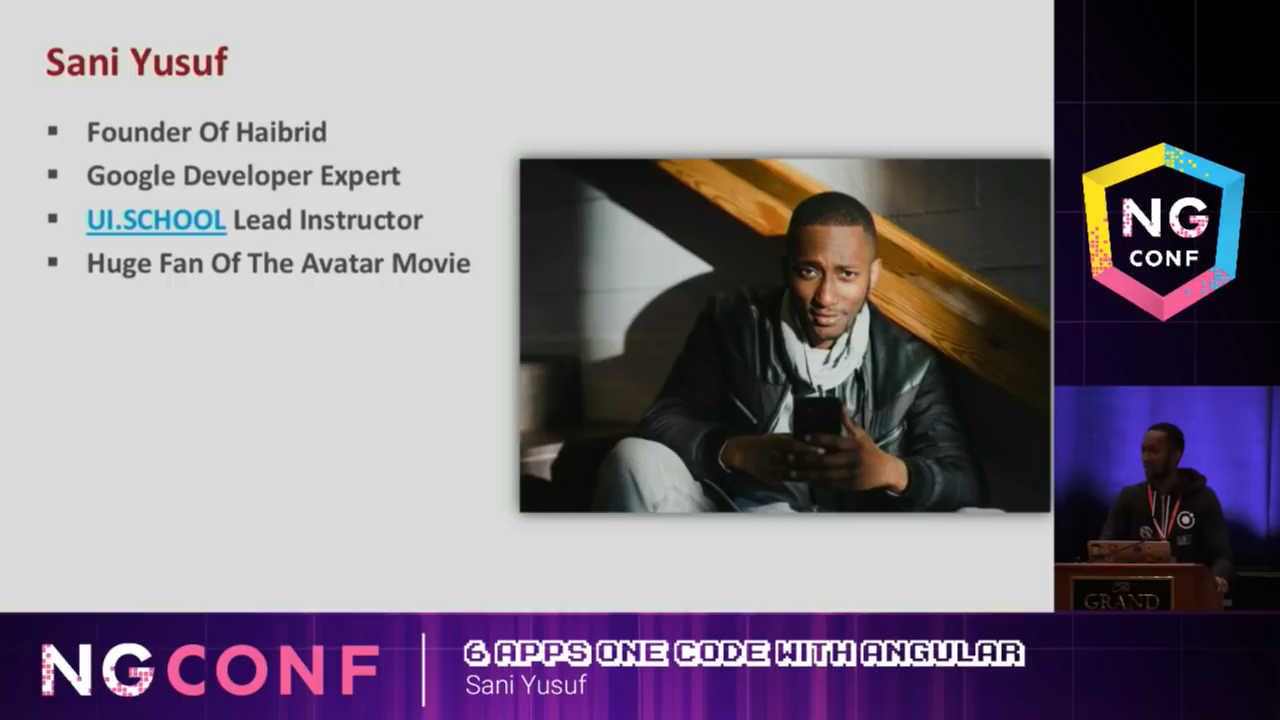 Sani Yusuf
Founder Of Haibrid
Google Developer Expert
UI.SCHOOL Lead Instructor
Huge Fan Of The Avatar Movie
NG
CONF
The
GRAND
NGCONF
6 APPS ONE CODE WITH ANGULAR
Sani Yusuf